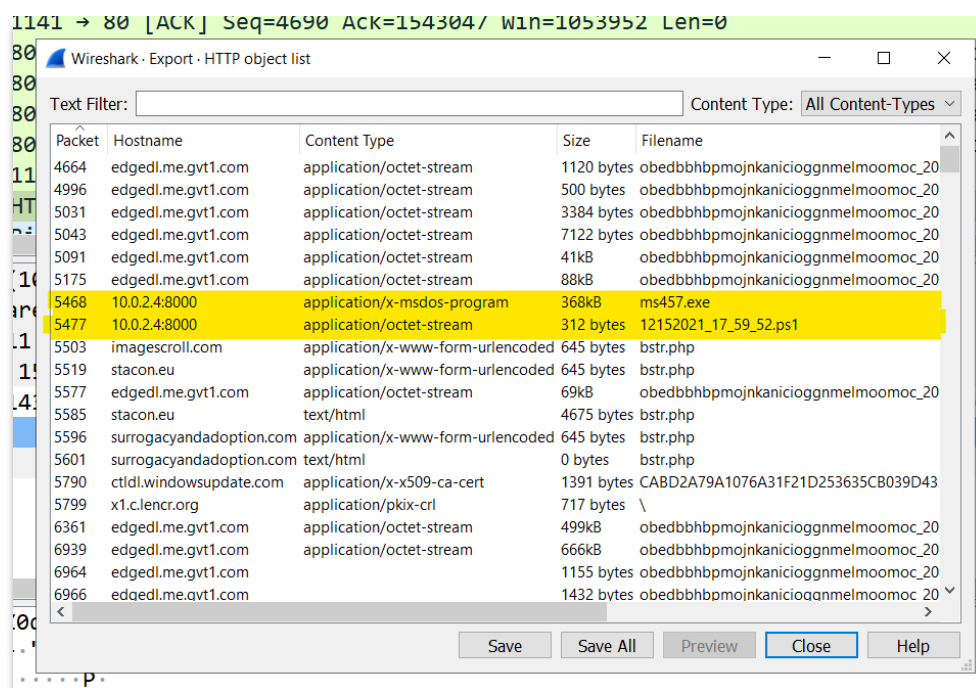 1141 → 80 [ACK] Seq=4690 Ack=1543047 Win=1053952 Len=0
80
Wireshark · Export · HTTP object list
80
Text Filter:
Content Type: All Content-Types
80
80
Packet Hostname Content Type Size Filename
4664 edgedl.me.gvt1.com application/octet-stream 1120 bytes obedbbhbpmojnkanicioggnmelmoomoc_20
11
4996 edgedl.me.gvt1.com application/octet-stream 500 bytes obedbbhbpmojnkanicioggnmelmoomoc_20
HT
5031 edgedl.me.gvt1.com application/octet-stream 3384 bytes obedbbhbpmojnkanicioggnmelmoomoc_20
5043 edgedl.me.gvt1.com application/octet-stream 7122 bytes obedbbhbpmojnkanicioggnmelmoomoc_20
5091 edgedl.me.gvt1.com application/octet-stream 41kB obedbbhbpmojnkanicioggnmelmoomoc_20
5175 edgedl.me.gvt1.com application/octet-stream 88kB obedbbhbpmojnkanicioggnmelmoomoc_20
5468 10.0.2.4:8000 application/x-msdos-program 368kB ms457.exe
5477 10.0.2.4:8000 application/octet-stream 312 bytes 12152021_17_59_52.ps1
5503 imagescroll.com application/x-www-form-urlencoded 645 bytes bstr.php
5519 stacon.eu application/x-www-form-urlencoded 645 bytes bstr.php
5577 edgedl.me.gvt1.com application/octet-stream 69kB obedbbhbpmojnkanicioggnmelmoomoc_20
5585 stacon.eu text/html 4675 bytes bstr.php
5596 surrogacyandadoption.com application/x-www-form-urlencoded 645 bytes bstr.php
5601 surrogacyandadoption.com text/html 0 bytes bstr.php
5790 ctldl.windowsupdate.com application/x-x509-ca-cert 1391 bytes CABD2A79A1076A31F21D253635CB039D43
5799 x1.c.lencr.org application/pkix-crl 717 bytes \
6361 edgedl.me.gvt1.com application/octet-stream 499kB obedbbhbpmojnkanicioggnmelmoomoc_20
6939 edgedl.me.gvt1.com application/octet-stream 666kB obedbbhbpmojnkanicioggnmelmoomoc_20
6964 edgedl.me.gvt1.com 1155 bytes obedbbhbpmojnkanicioggnmelmoomoc_20
6966 edgedl.me.gvt1.com 1432 bytes obedbbhbpmojnkanicioggnmelmoomoc_20
Save Save All Preview Close Help